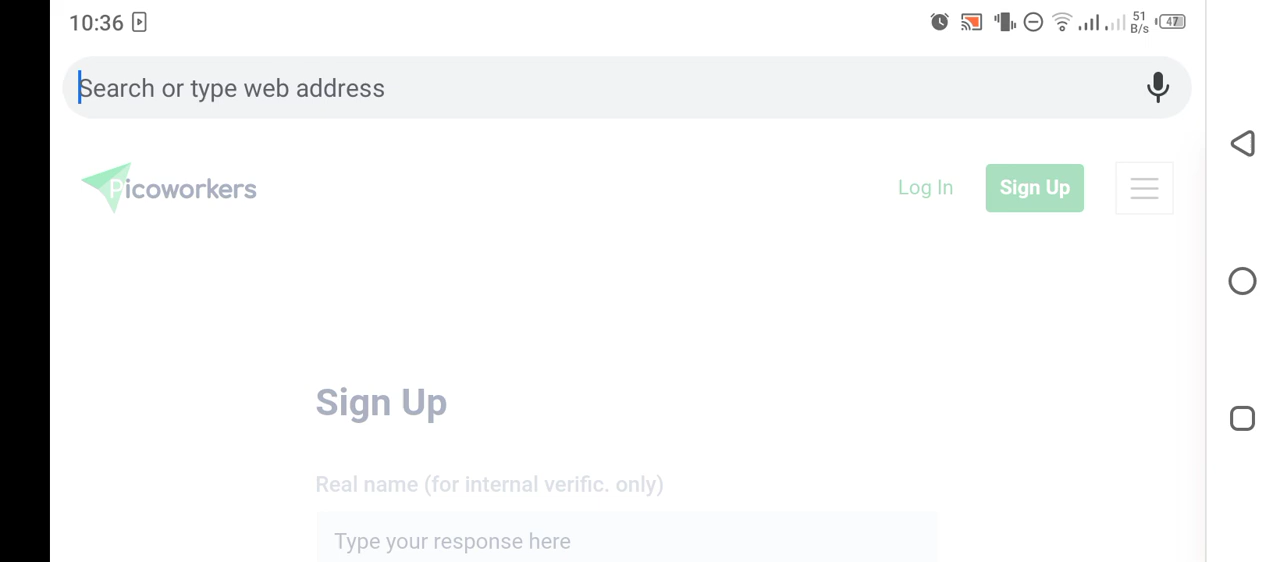 10:36
51
B/s
47
Search or type web address
Picoworkers
Log In
Sign Up
Sign Up
Real name (for internal verific. only)
Type your response here